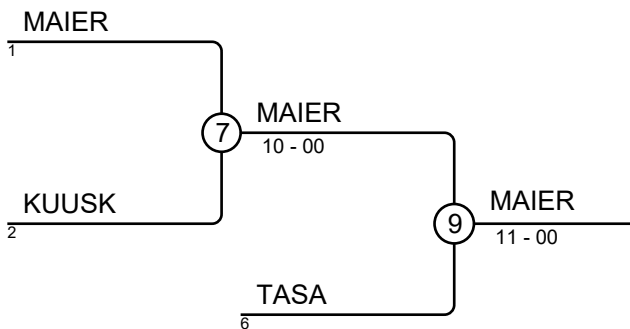 MAIER
1
7
MAIER
10 - 00
KUUSK
2
9
MAIER
11 - 00
TASA
6